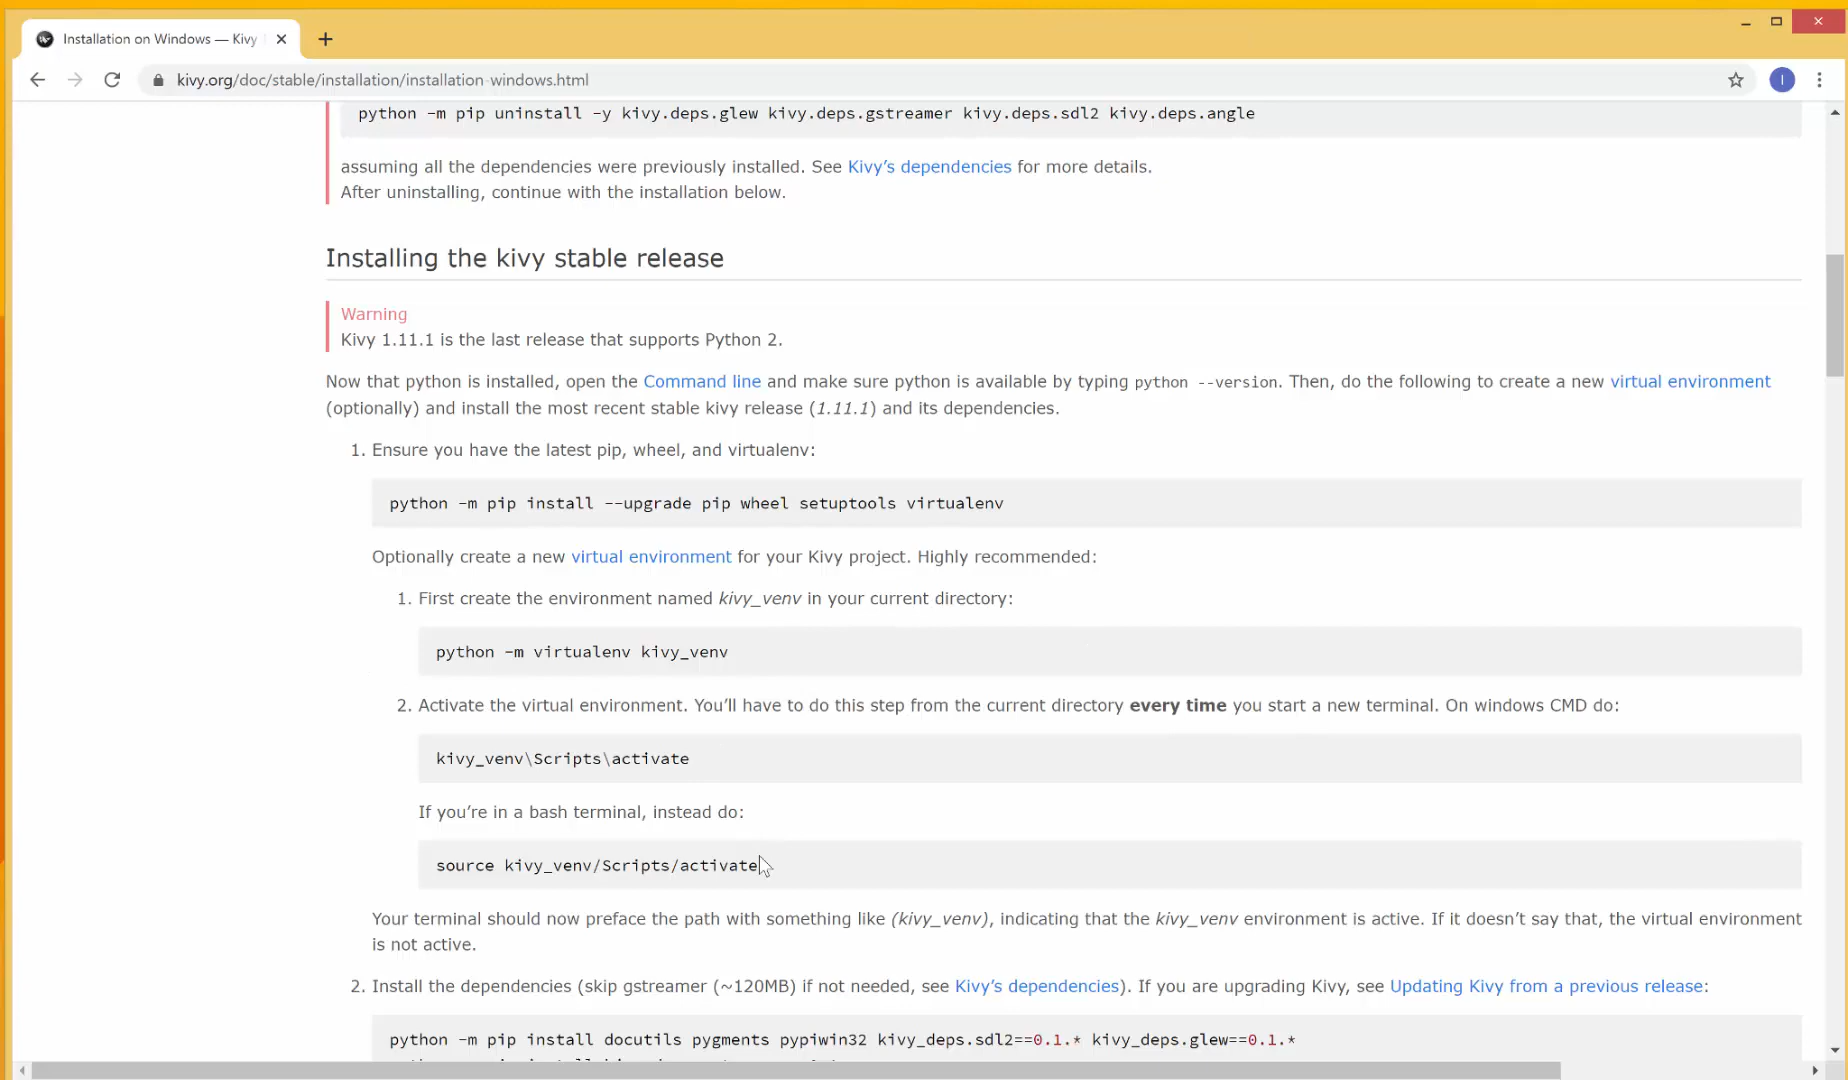 Installation on Windows — Kivy
kivy.org/doc/stable/installation/installation-windows.html
I
python -m pip uninstall -y kivy.deps.glew kivy.deps.gstreamer kivy.deps.sdl2 kivy.deps.angle
assuming all the dependencies were previously installed. See Kivy's dependencies for more details.
After uninstalling, continue with the installation below.
Installing the kivy stable release
Warning
Kivy 1.11.1 is the last release that supports Python 2.
Now that python is installed, open the Command line and make sure python is available by typing python --version. Then, do the following to create a new virtual environment
(optionally) and install the most recent stable kivy release (1.11.1) and its dependencies.
1. Ensure you have the latest pip, wheel, and virtualenv:
python -m pip install --upgrade pip wheel setuptools virtualenv
Optionally create a new virtual environment for your Kivy project. Highly recommended:
1. First create the environment named kivy_venv in your current directory:
python -m virtualenv kivy_venv
2. Activate the virtual environment. You'll have to do this step from the current directory every time you start a new terminal. On windows CMD do:
kivy_venv\Scripts\activate
If you're in a bash terminal, instead do:
source kivy_venv/Scripts/activate
Your terminal should now preface the path with something like (kivy_venv), indicating that the kivy_venv environment is active. If it doesn't say that, the virtual environment
is not active.
2. Install the dependencies (skip gstreamer (~120MB) if not needed, see Kivy's dependencies). If you are upgrading Kivy, see Updating Kivy from a previous release:
python -m pip install docutils pygments pypiwin32 kivy_deps.sdl2==0.1.* kivy_deps.glew==0.1.*